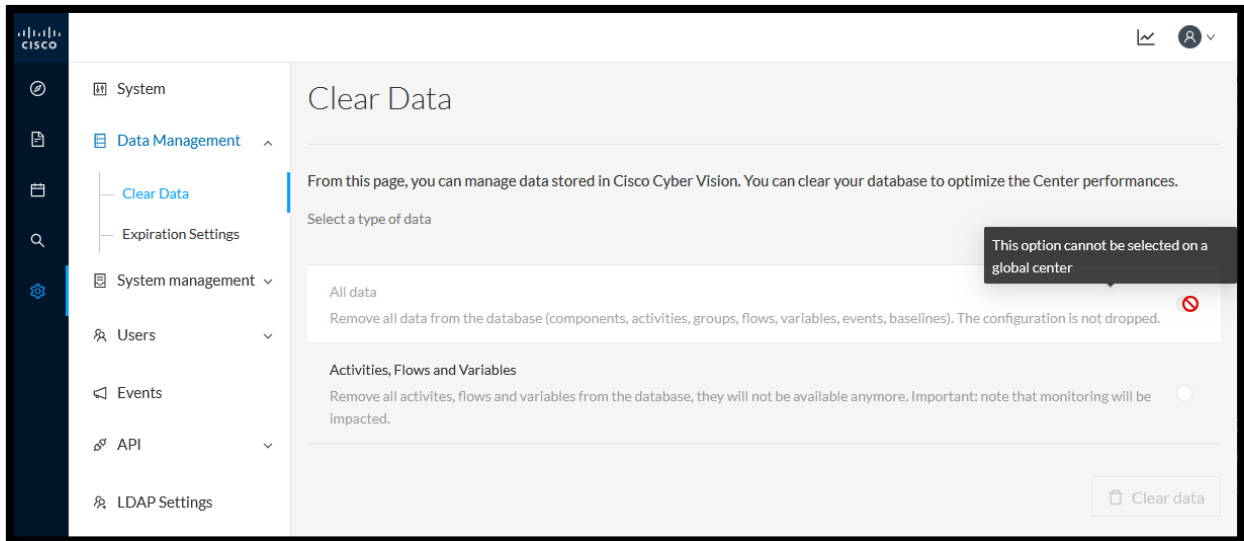 CISCO
System
Data Management
Clear Data
Expiration Settings
System management
Users
Events
API
LDAP Settings
Clear Data
From this page, you can manage data stored in Cisco Cyber Vision. You can clear your database to optimize the Center performances.
Select a type of data
This option cannot be selected on a
global center
All data
Remove all data from the database (components, activities, groups, flows, variables, events, baselines). The configuration is not dropped.
Activities, Flows and Variables
Remove all activites, flows and variables from the database, they will not be available anymore. Important: note that monitoring will be
impacted.
Clear data